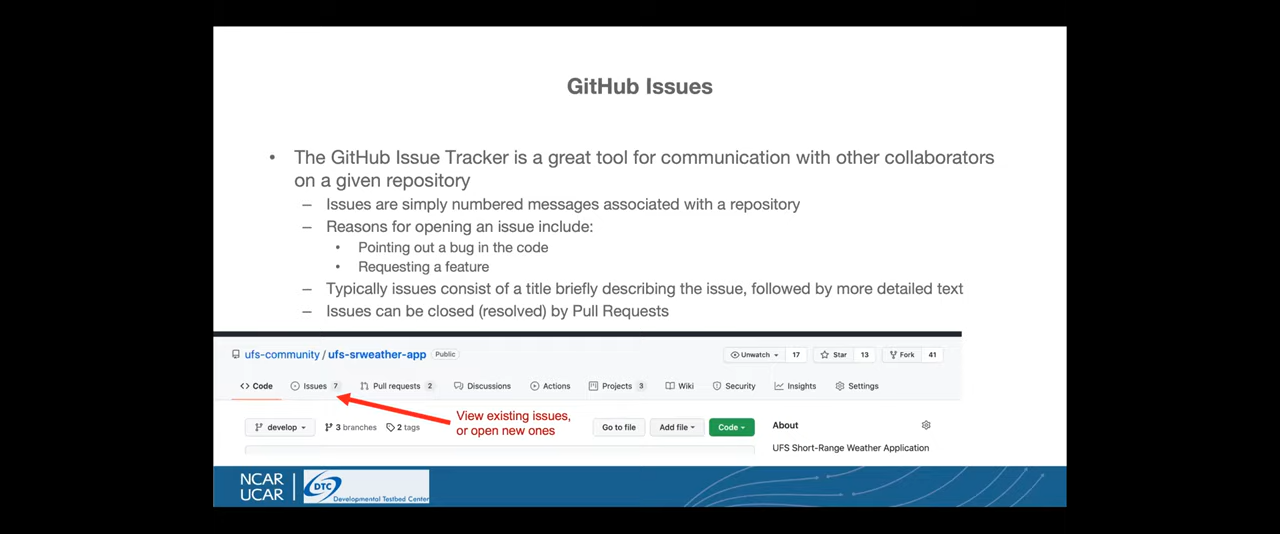 GitHub Issues
• The GitHub Issue Tracker is a great tool for communication with other collaborators
on a given repository
– Issues are simply numbered messages associated with a repository
– Reasons for opening an issue include:
• Pointing out a bug in the code
• Requesting a feature
– Typically issues consist of a title briefly describing the issue, followed by more detailed text
– Issues can be closed (resolved) by Pull Requests
ufs-community / ufs-srweather-app Public Unwatch 17 Star 13 Fork 41
<> Code Issues 7 Pull requests 2 Discussions Actions Projects 3 Wiki Security Insights Settings
View existing issues,
or open new ones
develop 3 branches 2 tags Go to file Add file Code About
UFS Short-Range Weather Application
NCAR
UCAR
DTC
Developmental Testbed Center